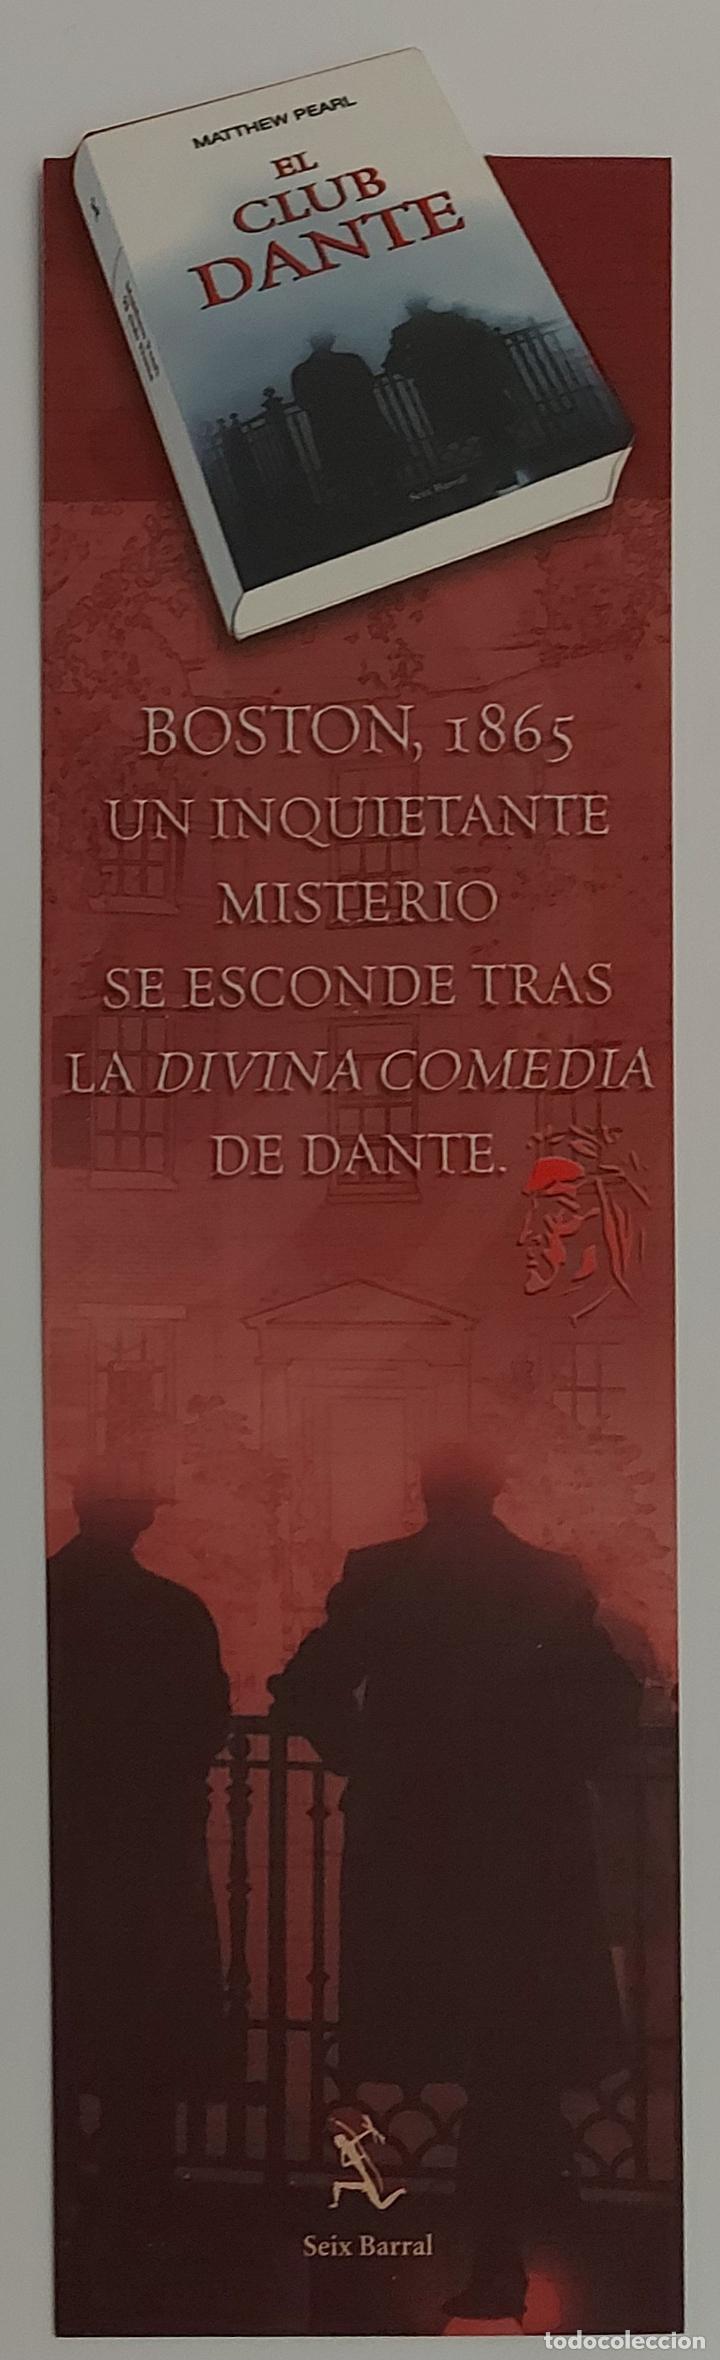 MATTHEW PEARL
EL
CLUB
DANTE
Seix Barral
BOSTON, 1865
UN INQUIETANTE
MISTERIO
SE ESCONDE TRAS
LA DIVINA COMEDIA
DE DANTE.
Seix Barral
todocoleccion